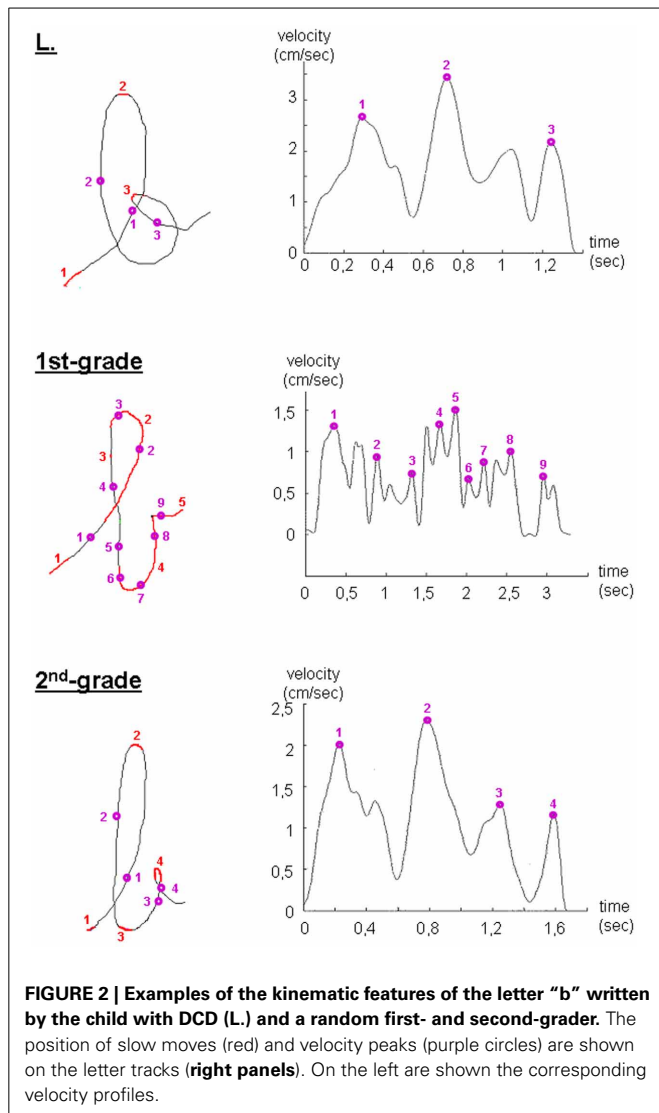 L.
2
2
3
1
3
1
velocity
(cm/sec)
3
2
1
0
1
2
3
0,2 0,4 0,6 0,8 1 1,2
time
(sec)
1st-grade
3
2
2
3
4
1
9
5
8
1
5
4
6
7
velocity
(cm/sec)
1,5
1
0,5
0
1
2
3
4
5
6
7
8
9
0 0,5 1 1,5 2 2,5 3
time
(sec)
2nd-grade
2
2
1
4
4
3
1
3
velocity
(cm/sec)
2,5
2
1,5
1
0,5
0
1
2
3
4
0 0,4 0,8 1,2 1,6
time
(sec)
FIGURE 2 | Examples of the kinematic features of the letter “b” written
by the child with DCD (L.) and a random first- and second-grader. The
position of slow moves (red) and velocity peaks (purple circles) are shown
on the letter tracks (right panels). On the left are shown the corresponding
velocity profiles.